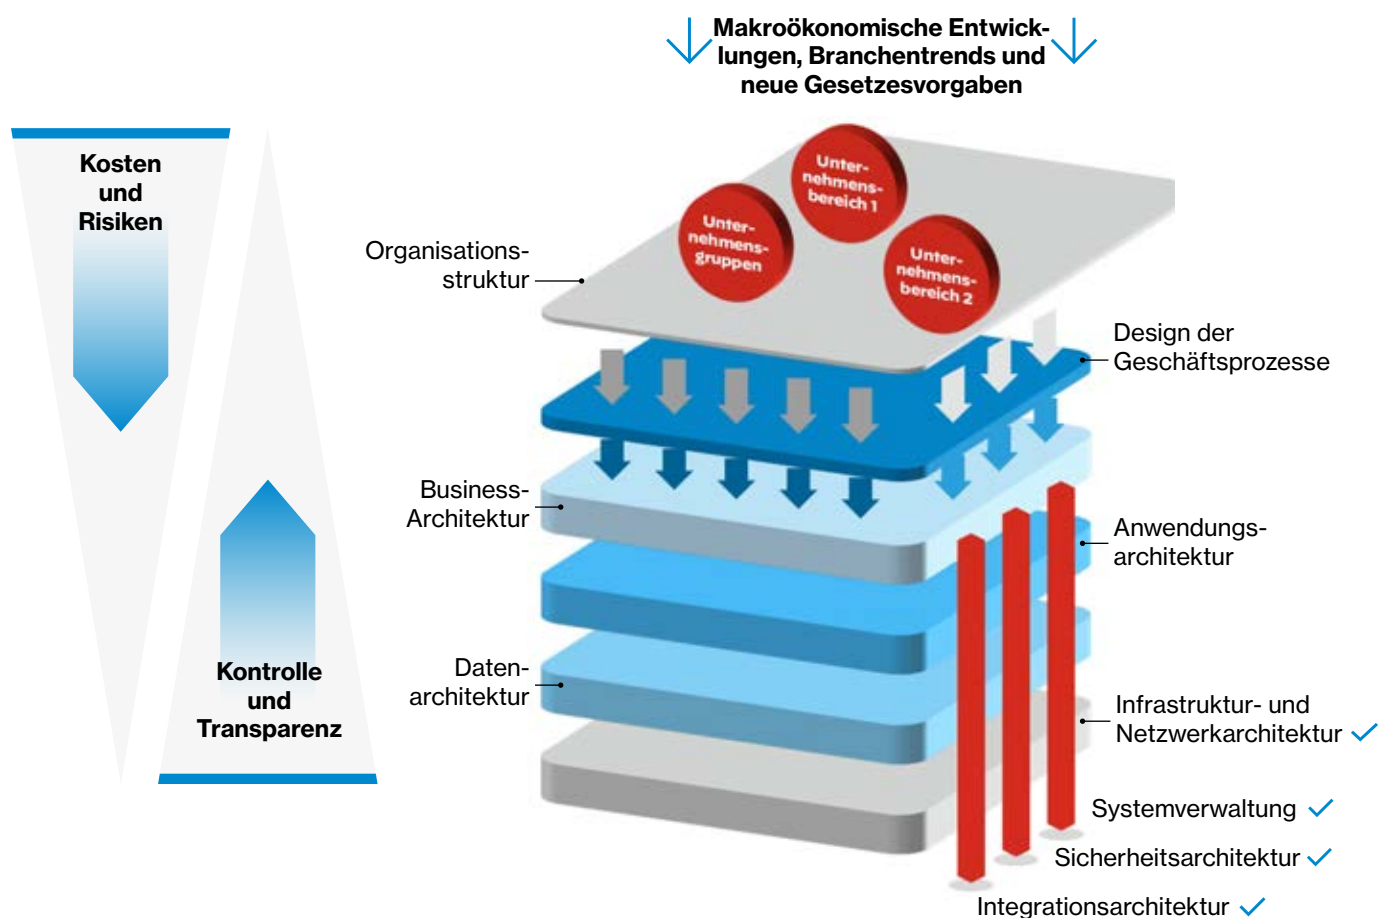 Makroökonomische Entwick-
lungen, Branchentrends und
neue Gesetzesvorgaben
Kosten
und
Risiken
Kontrolle
und
Transparenz
Unter-
nehmens-
bereich 1
Unter-
nehmens-
gruppen
Unter-
nehmens-
bereich 2
Organisations-
struktur
Design der
Geschäftsprozesse
Business-
Architektur
Anwendungs-
architektur
Daten-
architektur
Infrastruktur- und
Netzwerkarchitektur
Systemverwaltung
Sicherheitsarchitektur
Integrationsarchitektur